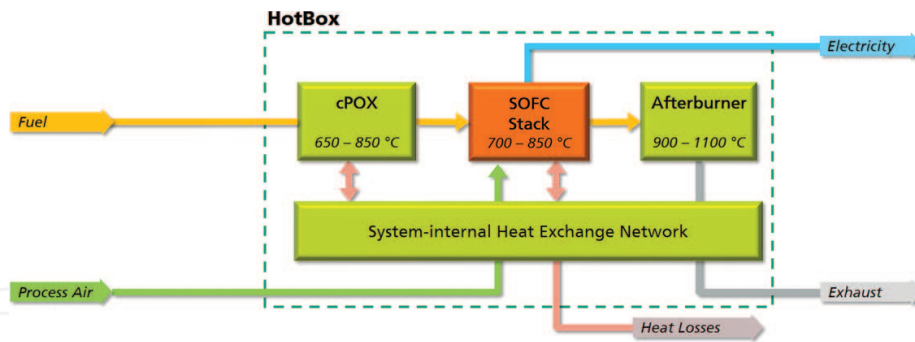 HotBox
Electricity
cPOX
650 – 850 °C
SOFC
Stack
700 – 850 °C
Afterburner
900 – 1100 °C
Fuel
System-internal Heat Exchange Network
Process Air
Exhaust
Heat Losses